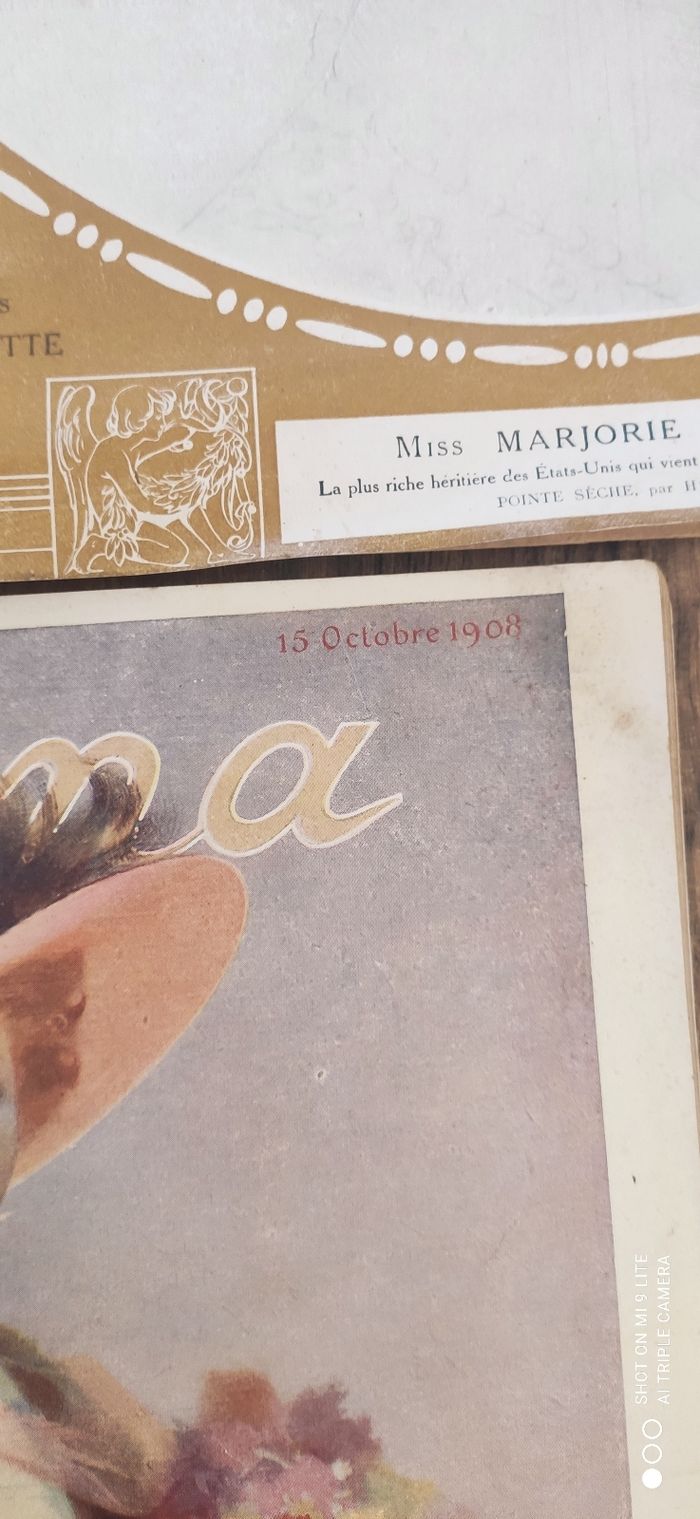 s
TTE
Miss MARJORIE
La plus riche héritière des États-Unis qui vient
POINTE SÈCHE, par H
15 Octobre 1908
ma
SHOT ON MI 9 LITE
AI TRIPLE CAMERA